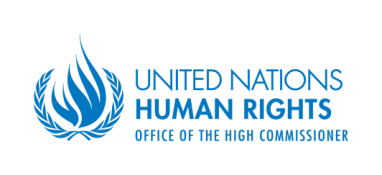 UNITED NATIONS
HUMAN RIGHTS
OFFICE OF THE HIGH COMMISSIONER